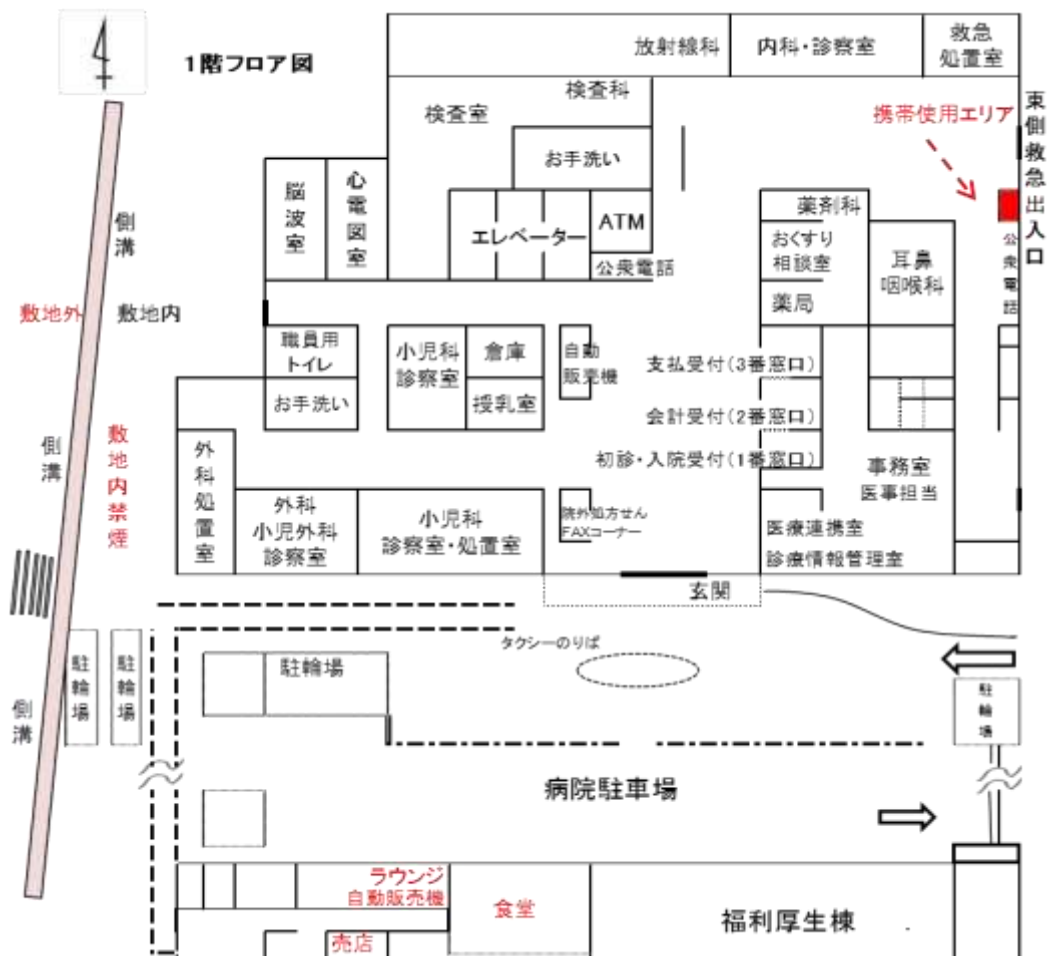 1階フロア図
放射線科
内科・診察室
救急
処置室
検査科
検査室
携帯使用エリア
東側救急出入口
お手洗い
脳波室
心電図室
エレベーター
ATM
公衆電話
薬剤科
おくすり
相談室
薬局
耳鼻
咽喉科
公衆電話
側溝
敷地外
敷地内
職員用
トイレ
お手洗い
小児科
診察室
倉庫
授乳室
自動
販売機
支払受付(3番窓口)
会計受付(2番窓口)
初診・入院受付(1番窓口)
側溝
敷地内禁煙
外科処置室
外科
小児外科
診察室
小児科
診察室・処置室
院外処方せん
FAXコーナー
事務室
医事担当
医療連携室
診療情報管理室
玄関
タクシーのりば
駐輪場
駐輪場
駐輪場
駐輪場
側溝
病院駐車場
ラウンジ
自動販売機
食堂
売店
福利厚生棟